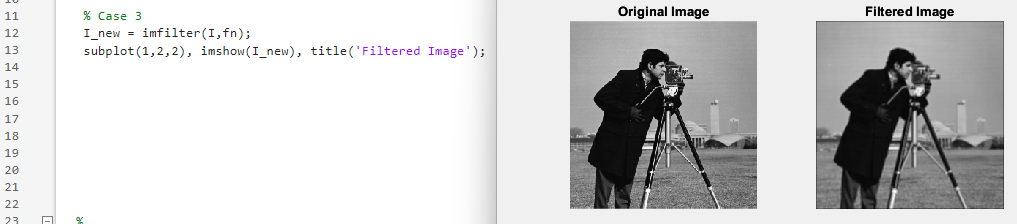 11 % Case 3
12 I_new = imfilter(I,fn);
13 subplot(1,2,2), imshow(I_new), title('Filtered Image');
14
15
16
17
18
19
20
21
22
23 %
Original Image
Filtered Image